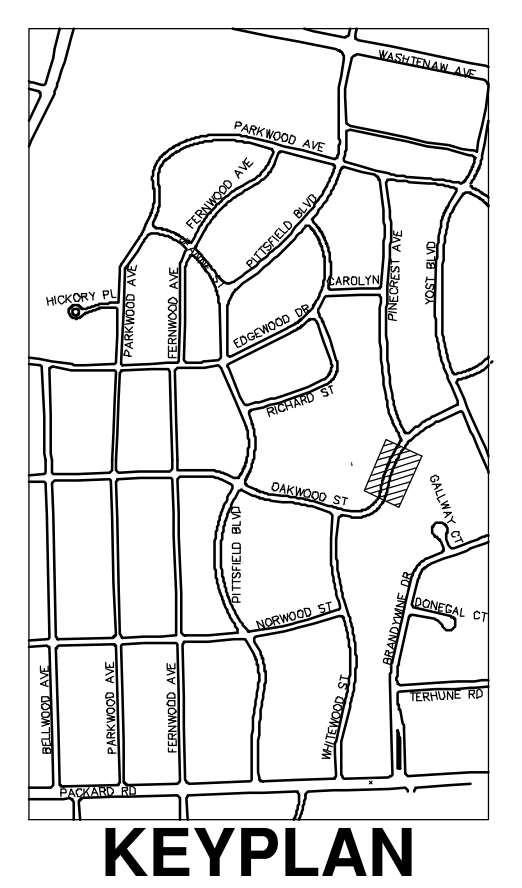 WASHTENAW AVE
PARKWOOD AVE
FERNWOOD AVE
PITTSFIELD BLVD
PINECREST AVE
YOST BLVD
CAROLYN
HICKORY PL
PARKWOOD AVE
FERNWOOD AVE
EDGEWOOD DR
RICHARD ST
OAKWOOD ST
GALLWAY CT
PITTSFIELD BLVD
NORWOOD ST
BRANDYWINE DR
DONEGAL CT
BELLWOOD AVE
PARKWOOD AVE
FERNWOOD AVE
WHITEWOOD ST
TERHUNE RD
PACKARD RD
KEYPLAN